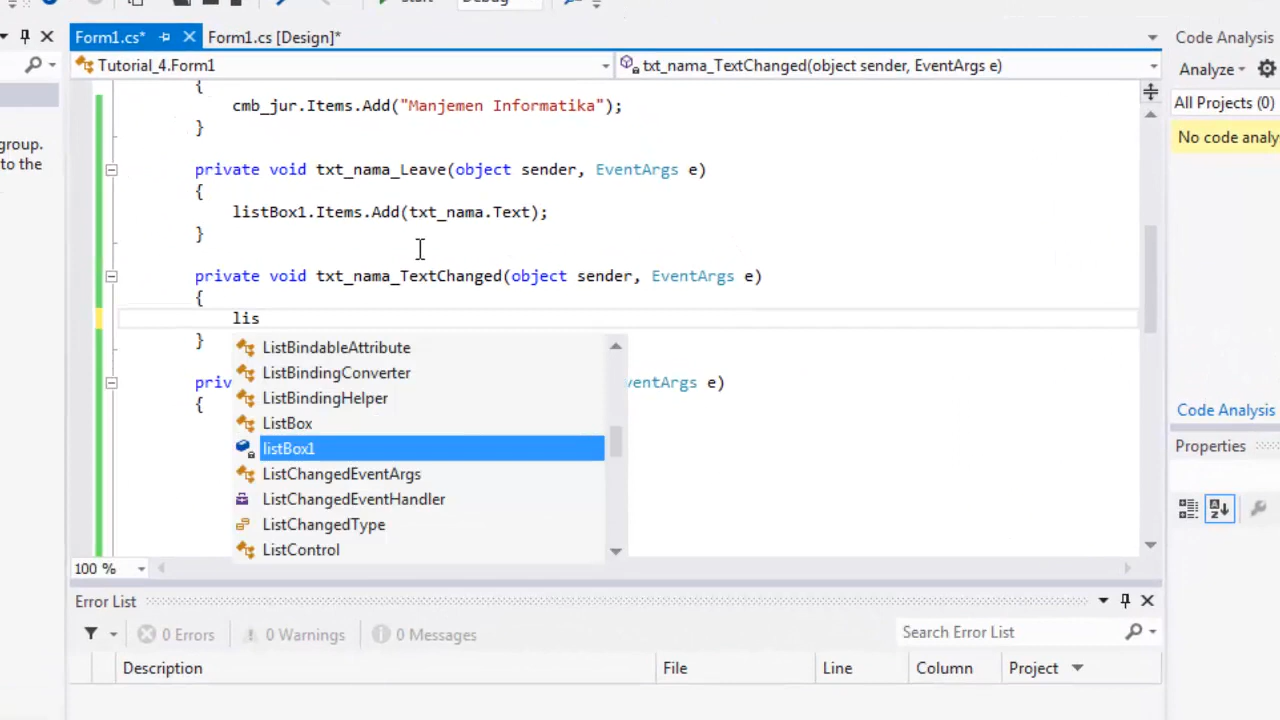 Form1.cs*
Form1.cs [Design]*
Code Analysis
Tutorial_4.Form1
txt_nama_TextChanged(object sender, EventArgs e)
Analyze
{
cmb_jur.Items.Add("Manjemen Informatika");
All Projects (0)
}
No code analy
group.
to the
private void txt_nama_Leave(object sender, EventArgs e)
{
listBox1.Items.Add(txt_nama.Text);
}
private void txt_nama_TextChanged(object sender, EventArgs e)
{
lis
}
ListBindableAttribute
ListBindingConverter
priv
ventArgs e)
ListBindingHelper
{
ListBox
listBox1
ListChangedEventArgs
ListChangedEventHandler
ListChangedType
ListControl
Code Analysis
Properties
100 %
Error List
0 Errors
0 Warnings
0 Messages
Search Error List
Description
File
Line
Column
Project